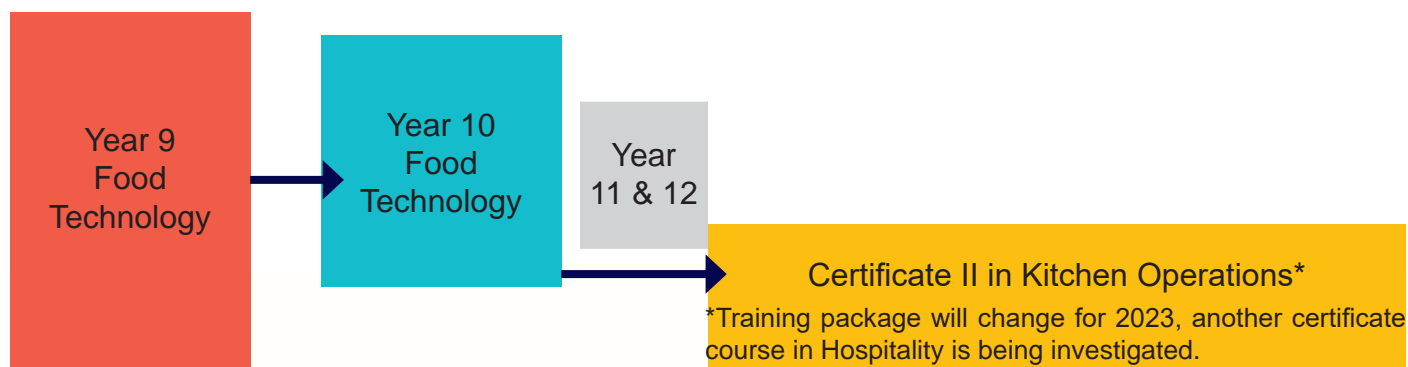 Year 9
Food
Technology
Year 10
Food
Technology
Year
11 & 12
Certificate II in Kitchen Operations*
*Training package will change for 2023, another certificate
course in Hospitality is being investigated.